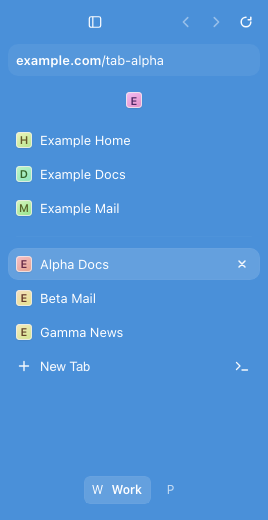 example.com/tab-alpha
E
H Example Home
D Example Docs
M Example Mail
E Alpha Docs
E Beta Mail
E Gamma News
New Tab
W Work P